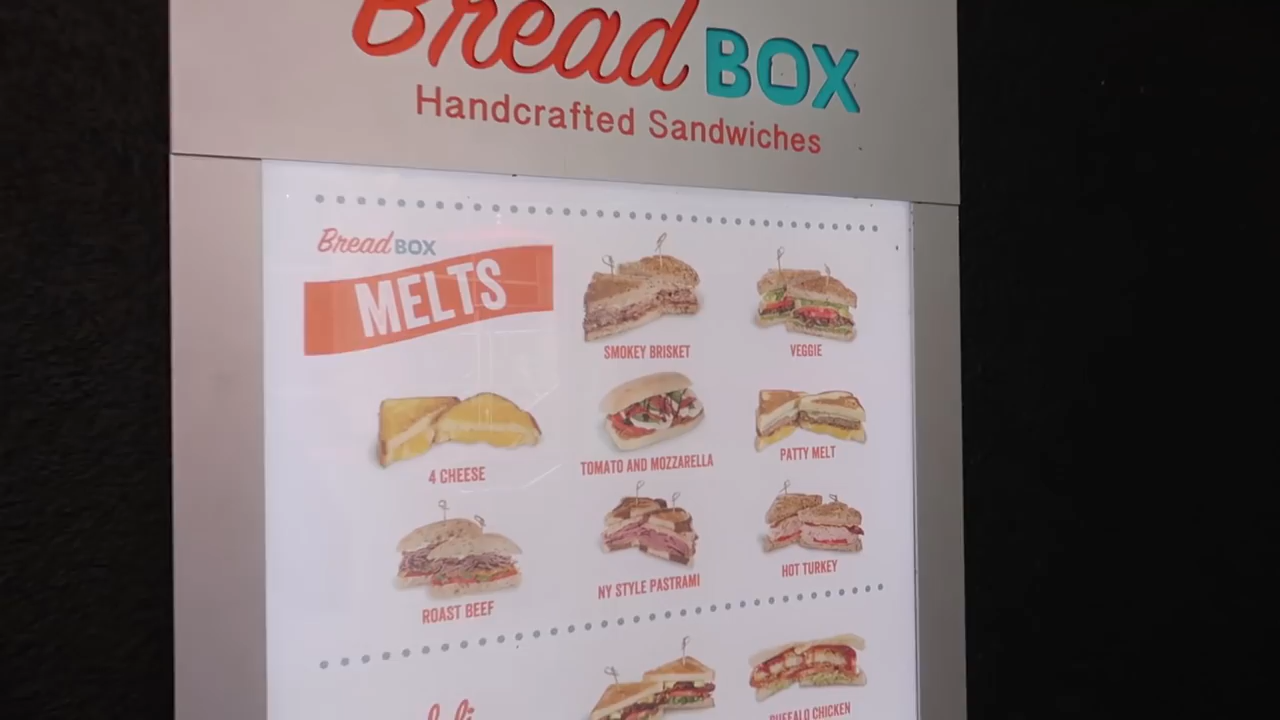 Bread BOX
Handcrafted Sandwiches
Bread BOX
MELTS
SMOKEY BRISKET
VEGGIE
4 CHEESE
TOMATO AND MOZZARELLA
PATTY MELT
ROAST BEEF
NY STYLE PASTRAMI
HOT TURKEY
BUFFALO CHICKEN